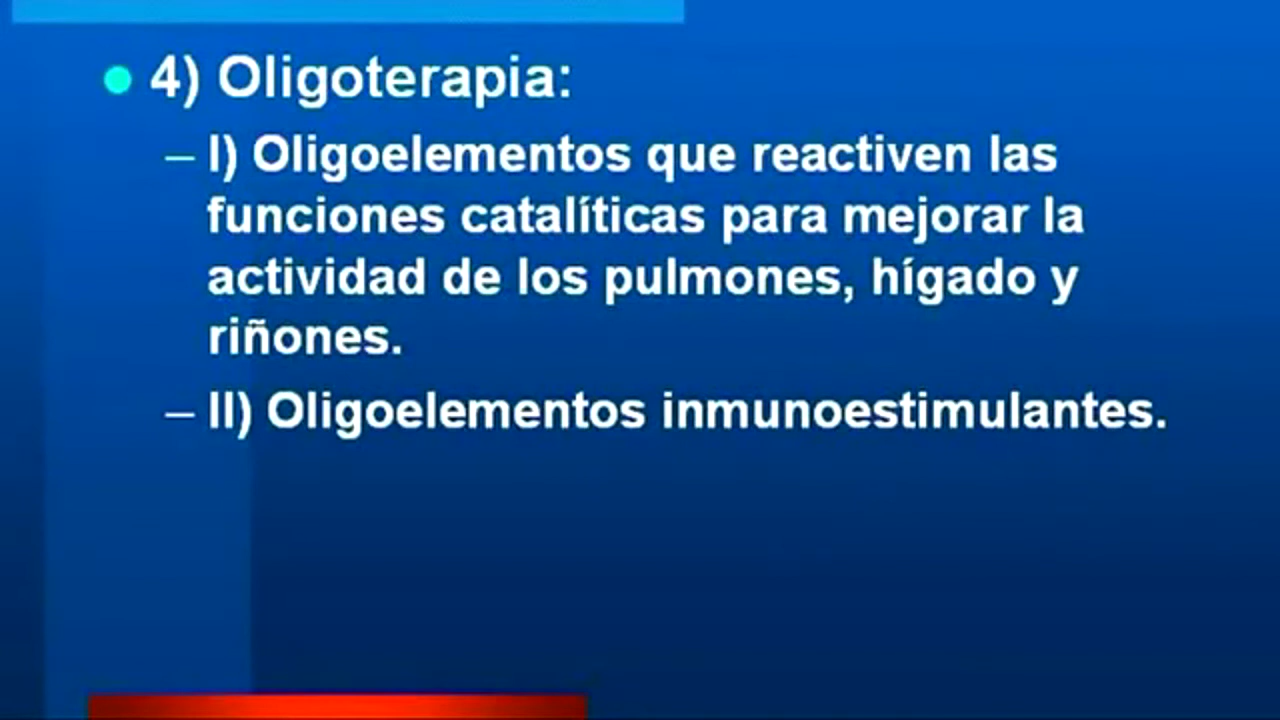 ● 4) Oligoterapia:
– I) Oligoelementos que reactiven las
funciones catalíticas para mejorar la
actividad de los pulmones, hígado y
riñones.
– II) Oligoelementos inmunoestimulantes.